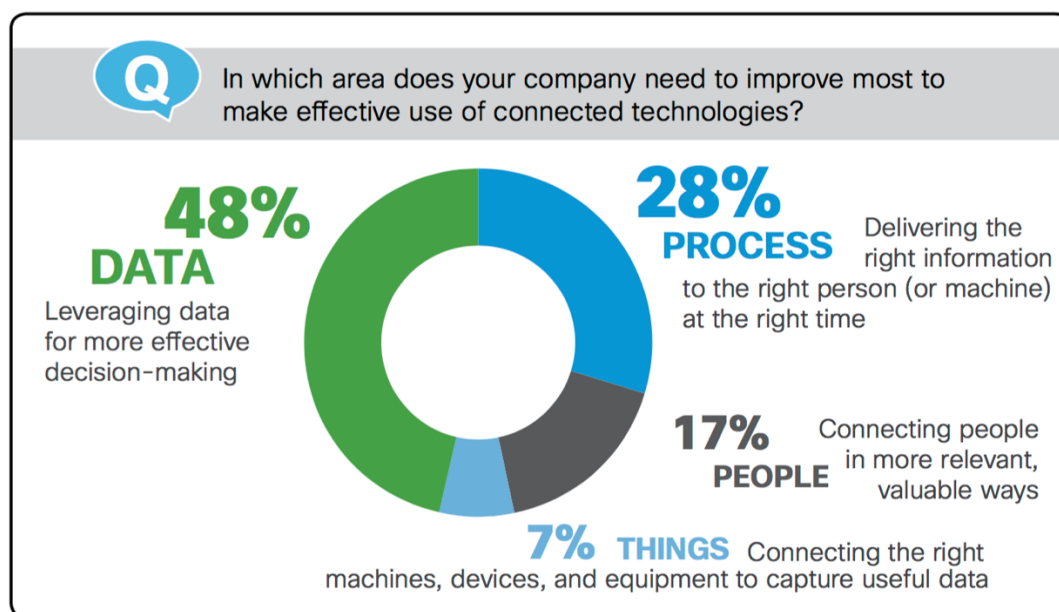 Q
In which area does your company need to improve most to
make effective use of connected technologies?
48%
DATA
Leveraging data
for more effective
decision-making
28%
PROCESS Delivering the
right information
to the right person (or machine)
at the right time
17%
PEOPLE Connecting people
in more relevant,
valuable ways
7% THINGS Connecting the right
machines, devices, and equipment to capture useful data